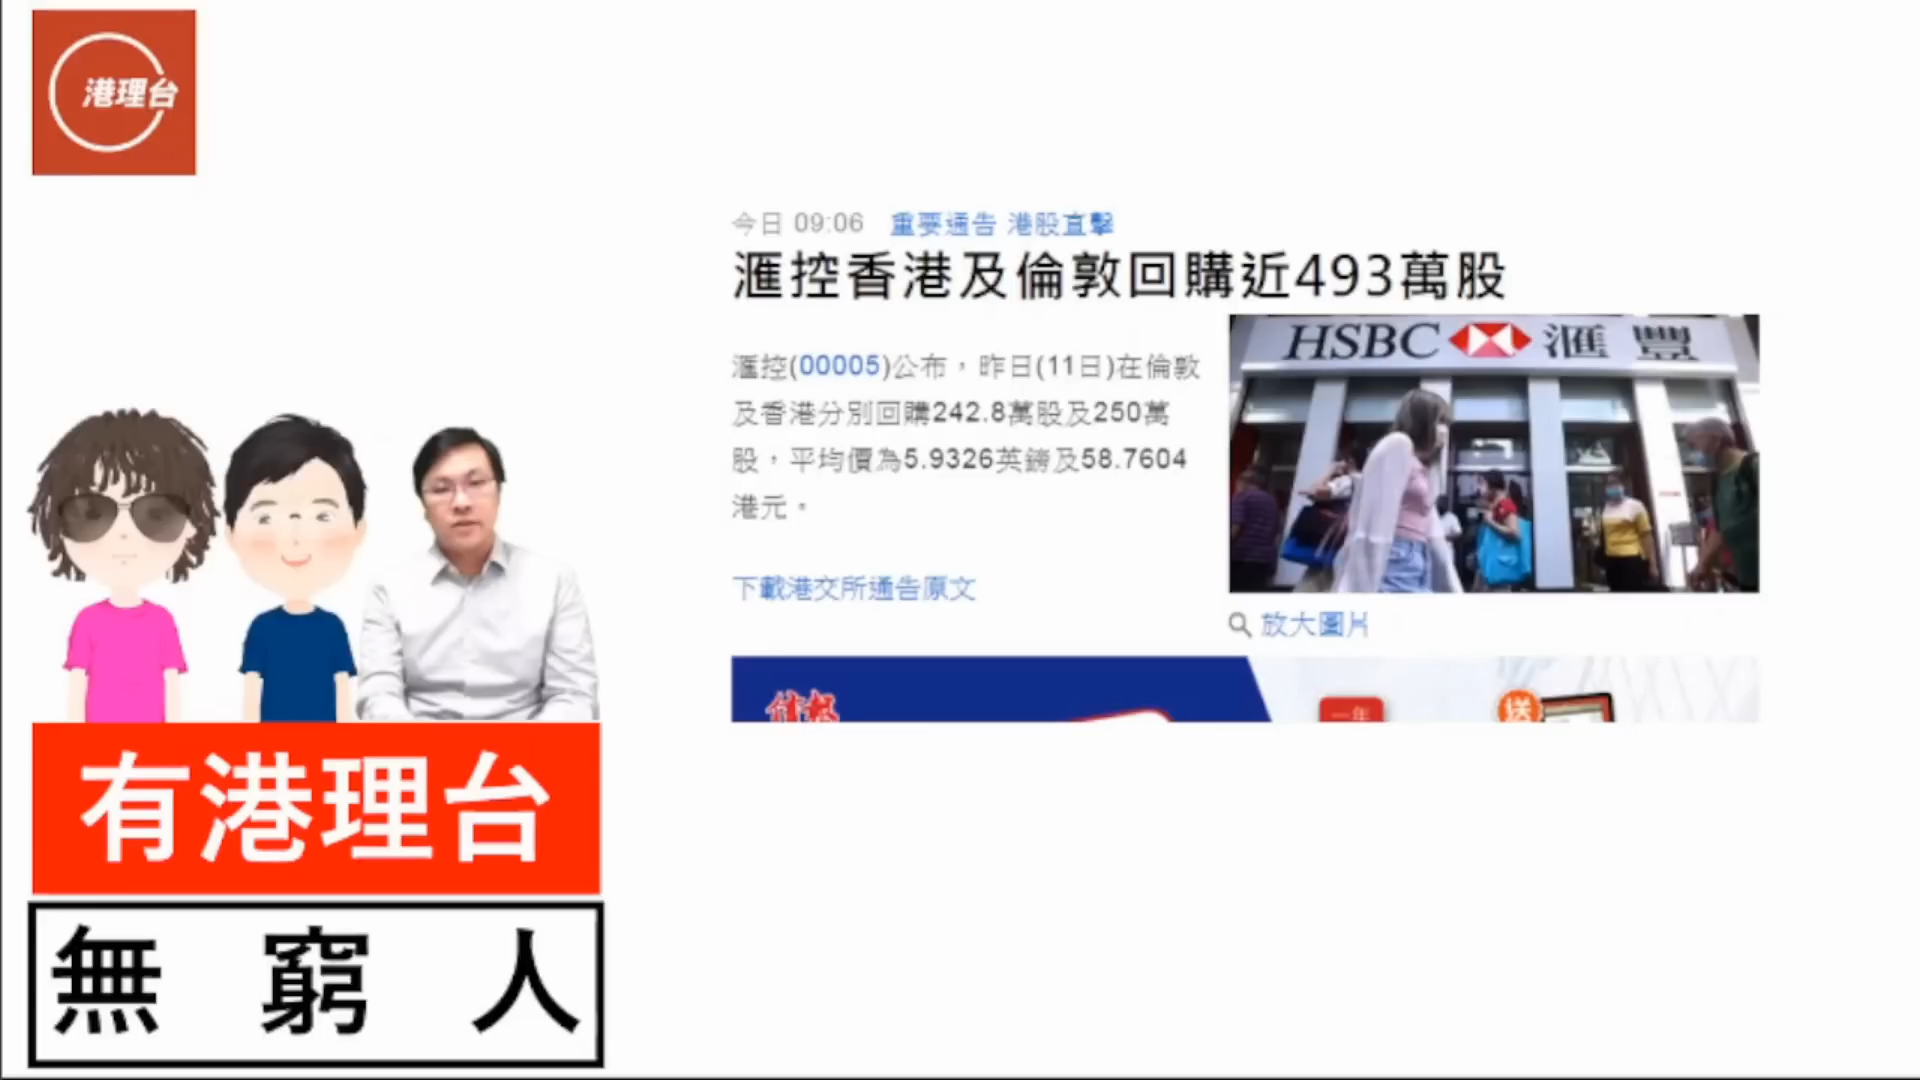 港理台
今日 09:06 重要通告 港股直擊
滙控香港及倫敦回購近493萬股
滙控(00005)公布，昨日(11日)在倫敦
及香港分別回購242.8萬股及250萬
股，平均價為5.9326英鎊及58.7604
港元。
下載港交所通告原文
HSBC 滙豐
放大圖片
信報
一年
送
有港理台
無窮人